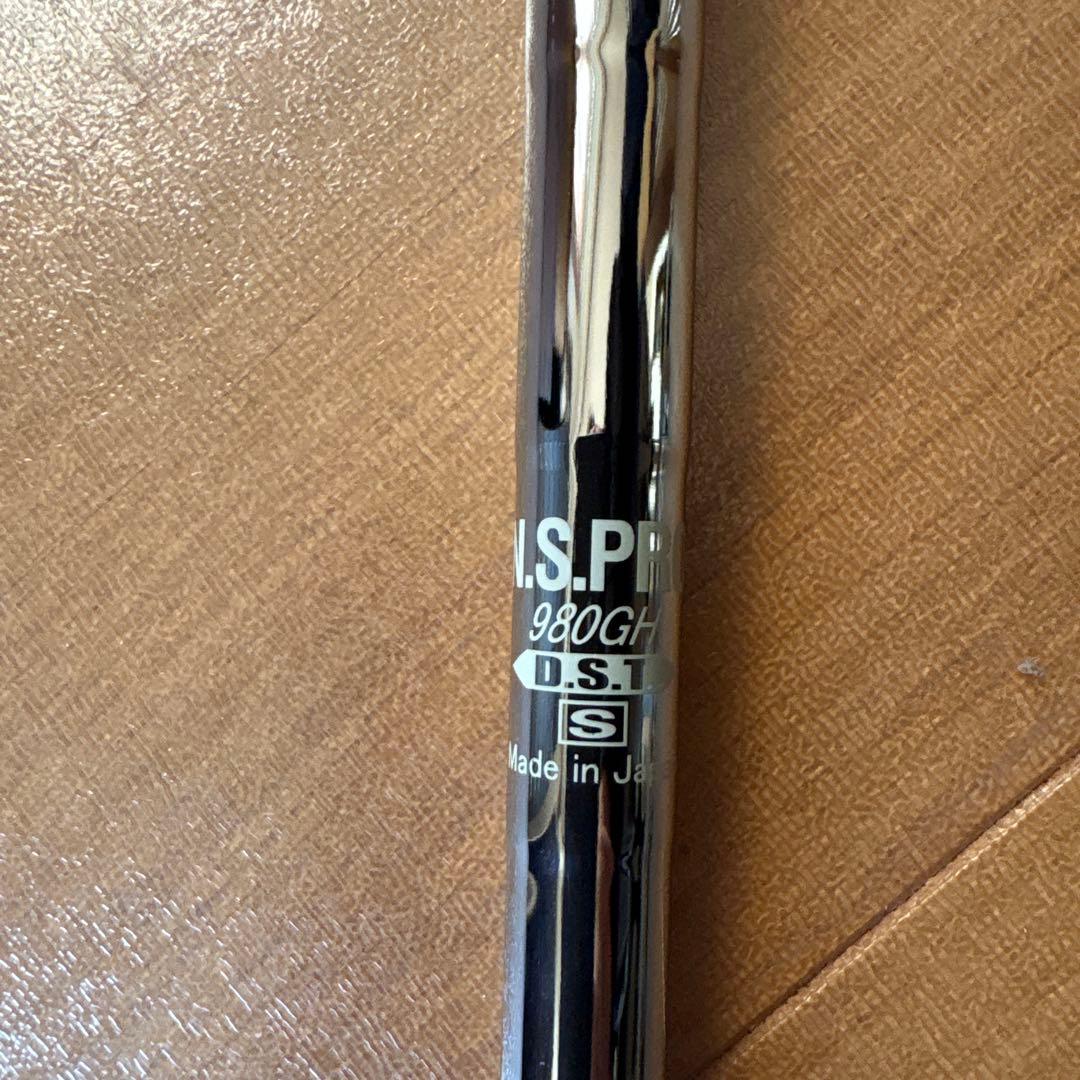 N.S.PR
980GH
D.S.T.
S
Made in Ja